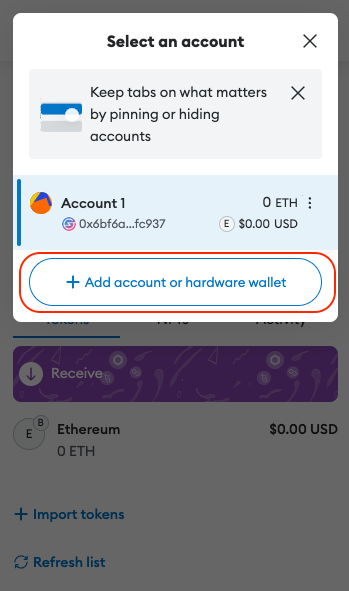 Select an account
Keep tabs on what matters
by pinning or hiding
accounts
Account 1
0 ETH
0x6bf6a...fc937
E
$0.00 USD
+ Add account or hardware wallet
Tokens
NFTs
Activity
Receive
E
B
Ethereum
$0.00 USD
0 ETH
+ Import tokens
Refresh list